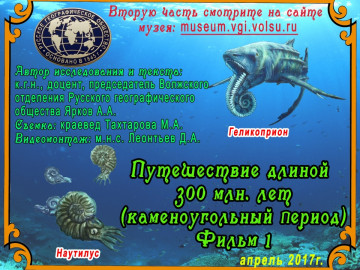 Вторую часть смотрите на сайте
музея: museum.vgi.volsu.ru
РУССКОЕ ГЕОГРАФИЧЕСКОЕ ОБЩЕСТВО
ОСНОВАНО В 1845
Автор исследования и текста:
к.г.н., доцент, председатель Волжского
отделения Русского географического
общества Ярков А.А.
Съемка: краевед Тахтарова М.А.
Видеомонтаж: м.н.с. Леонтьев Д.А.
Геликоприон
Путешествие длиной
300 млн. лет
(каменоугольный период)
Фильм 1
Наутилус
апрель 2017г.